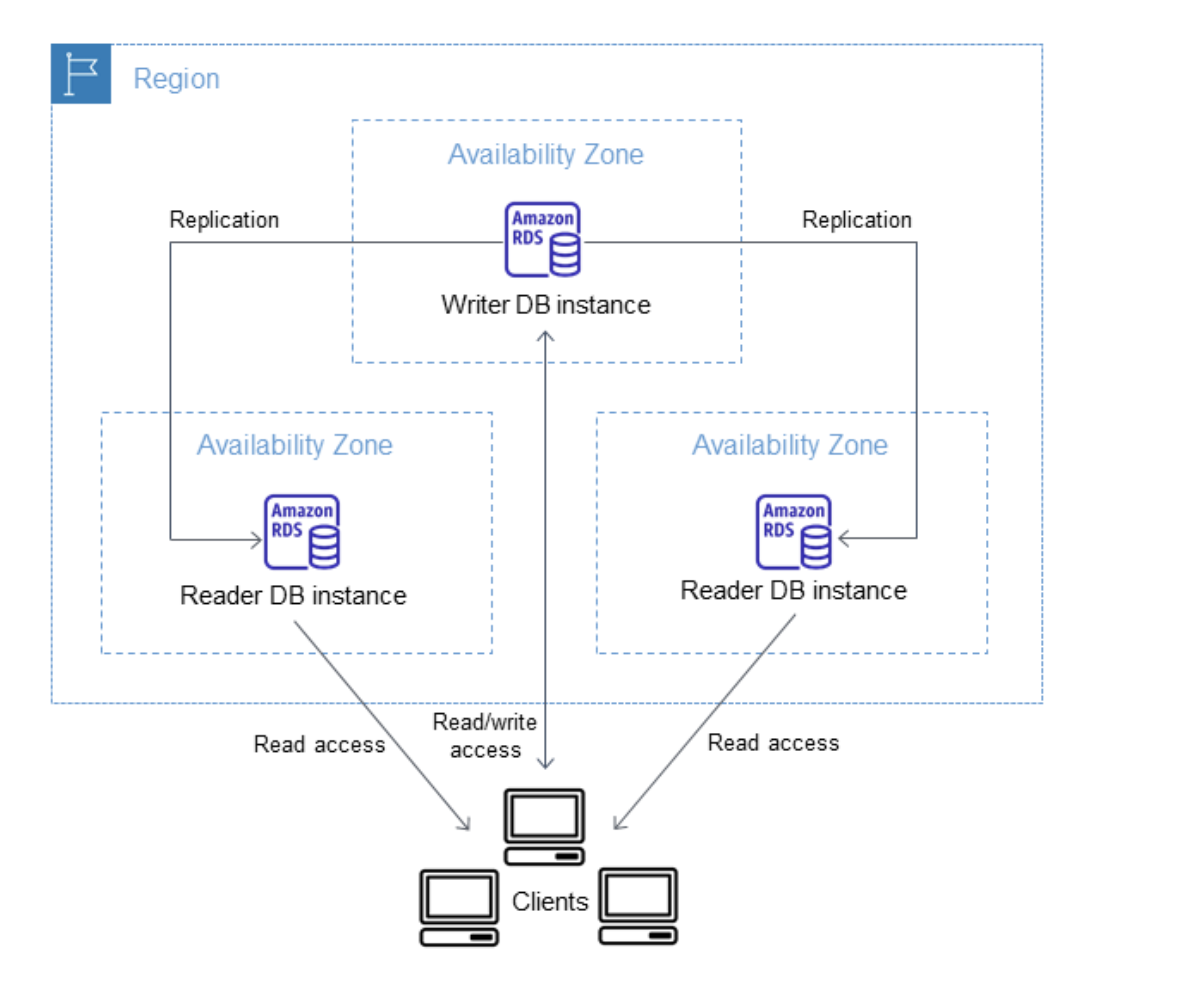 Region
Availability Zone
Replication
Amazon
RDS
Replication
Writer DB instance
Availability Zone
Amazon
RDS
Reader DB instance
Availability Zone
Amazon
RDS
Reader DB instance
Read access
Read/write
access
Read access
Clients